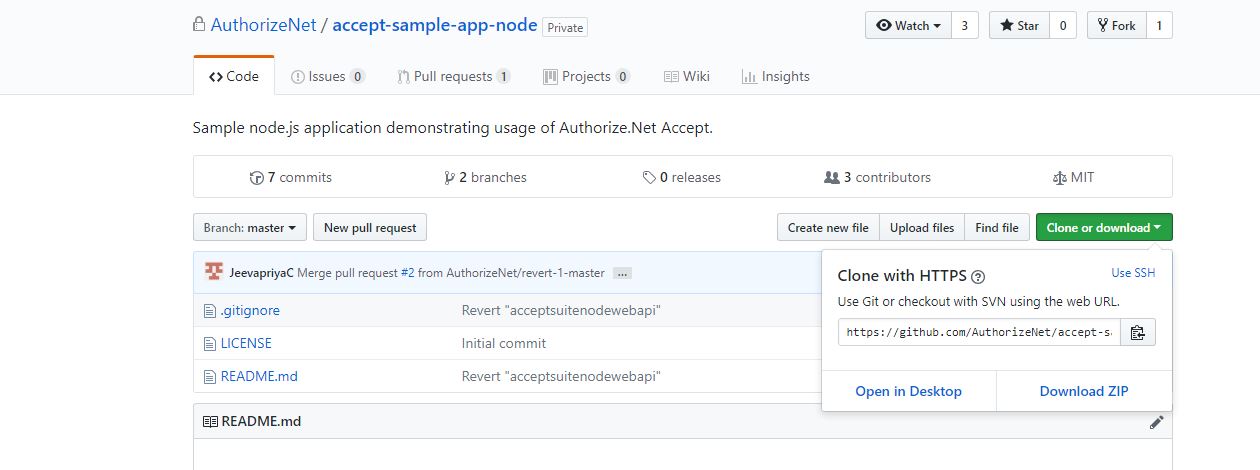 AuthorizeNet / accept-sample-app-node Private Watch 3 Star 0 Fork 1
Code Issues 0 Pull requests 1 Projects 0 Wiki Insights
Sample node.js application demonstrating usage of Authorize.Net Accept.
7 commits 2 branches 0 releases 3 contributors MIT
Branch: master New pull request Create new file Upload files Find file Clone or download
JeevapriyaC Merge pull request #2 from AuthorizeNet/revert-1-master ...
.gitignore Revert "acceptsuitenodewebapi"
LICENSE Initial commit
README.md Revert "acceptsuitenodewebapi"
README.md
Clone with HTTPS ? Use SSH
Use Git or checkout with SVN using the web URL.
https://github.com/AuthorizeNet/accept-s
Open in Desktop Download ZIP